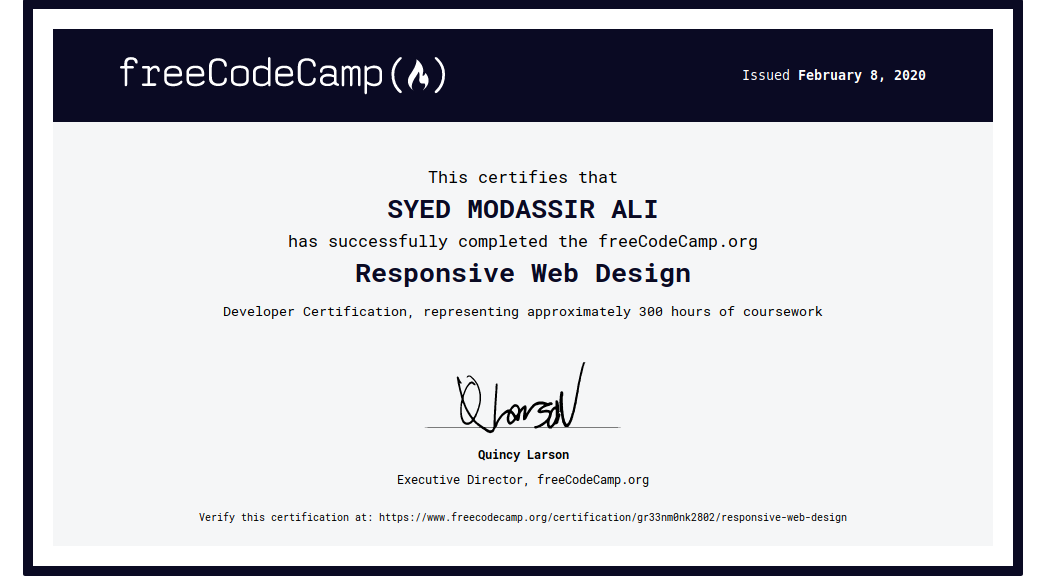 freeCodeCamp(🔥)
Issued February 8, 2020
This certifies that
SYED MODASSIR ALI
has successfully completed the freeCodeCamp.org
Responsive Web Design
Developer Certification, representing approximately 300 hours of coursework
Q Larson
Quincy Larson
Executive Director, freeCodeCamp.org
Verify this certification at: https://www.freecodecamp.org/certification/gr33nm0nk2802/responsive-web-design